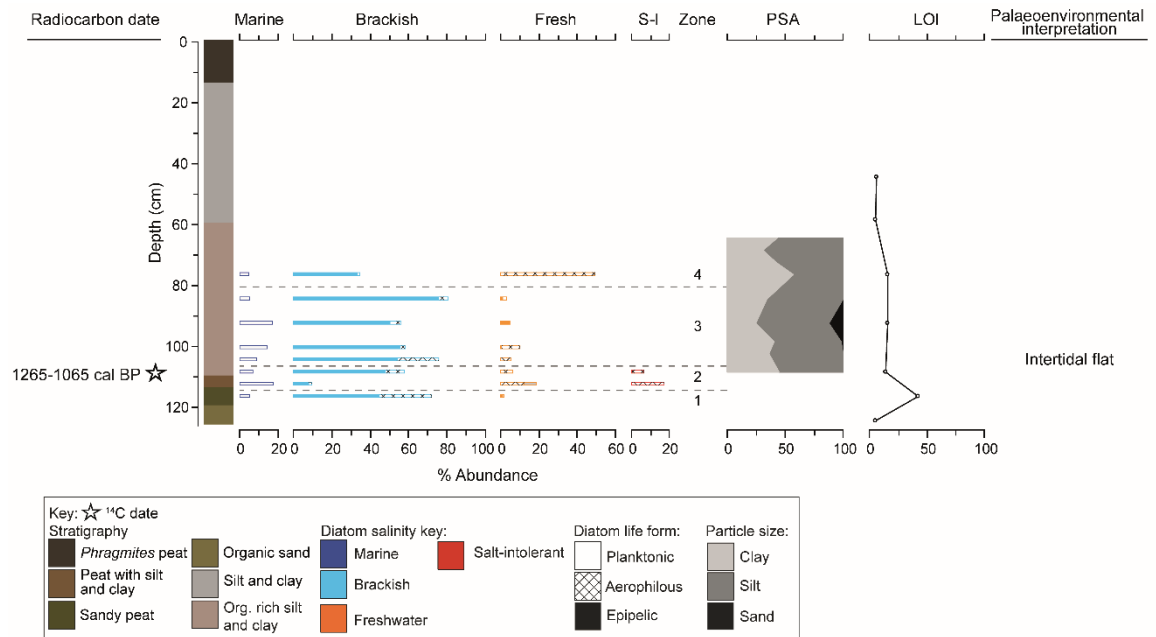 Radiocarbon date Marine Brackish Fresh S-I Zone PSA LOI Palaeoenvironmental
interpretation
0
20
40
60
80
100
120
Depth (cm)
4
3
2
1
1265-1065 cal BP
Intertidal flat
0 20 0 20 40 60 80 100 0 20 40 60 0 20 0 50 100 0 50 100
% Abundance
Key: ☆ ¹⁴C date
Stratigraphy
Phragmites peat
Peat with silt
and clay
Sandy peat
Organic sand
Silt and clay
Org. rich silt
and clay
Diatom salinity key:
Marine
Brackish
Freshwater
Salt-intolerant
Diatom life form:
Planktonic
Aerophilous
Epipelic
Particle size:
Clay
Silt
Sand